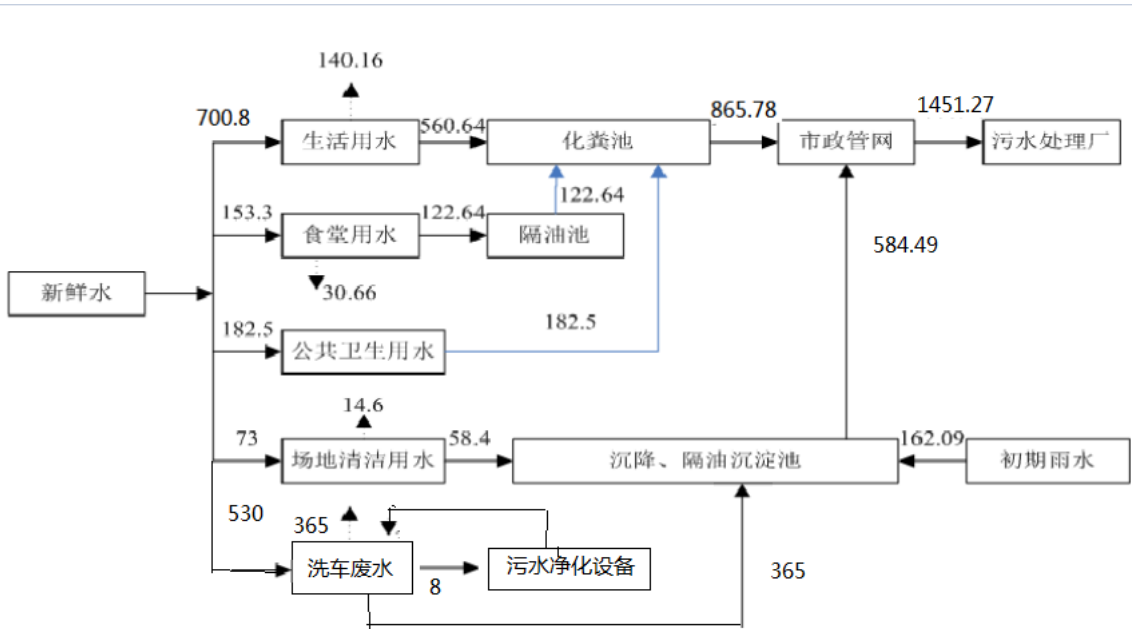 140.16
700.8
生活用水
560.64
化粪池
865.78
市政管网
1451.27
污水处理厂
122.64
153.3
食堂用水
122.64
隔油池
584.49
新鲜水
30.66
182.5
公共卫生用水
182.5
14.6
73
场地清洁用水
58.4
沉降、隔油沉淀池
162.09
初期雨水
530
365
洗车废水
8
污水净化设备
365